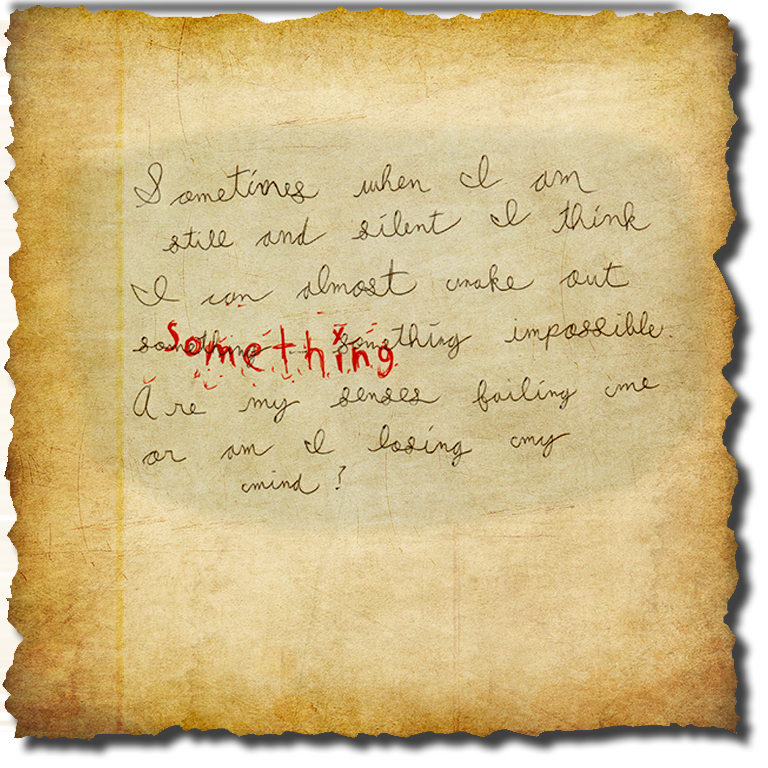 Sometimes when I am
still and silent I think
I can almost make out
something... something impossible.
Something
Are my senses failing me
or am I losing my
mind?